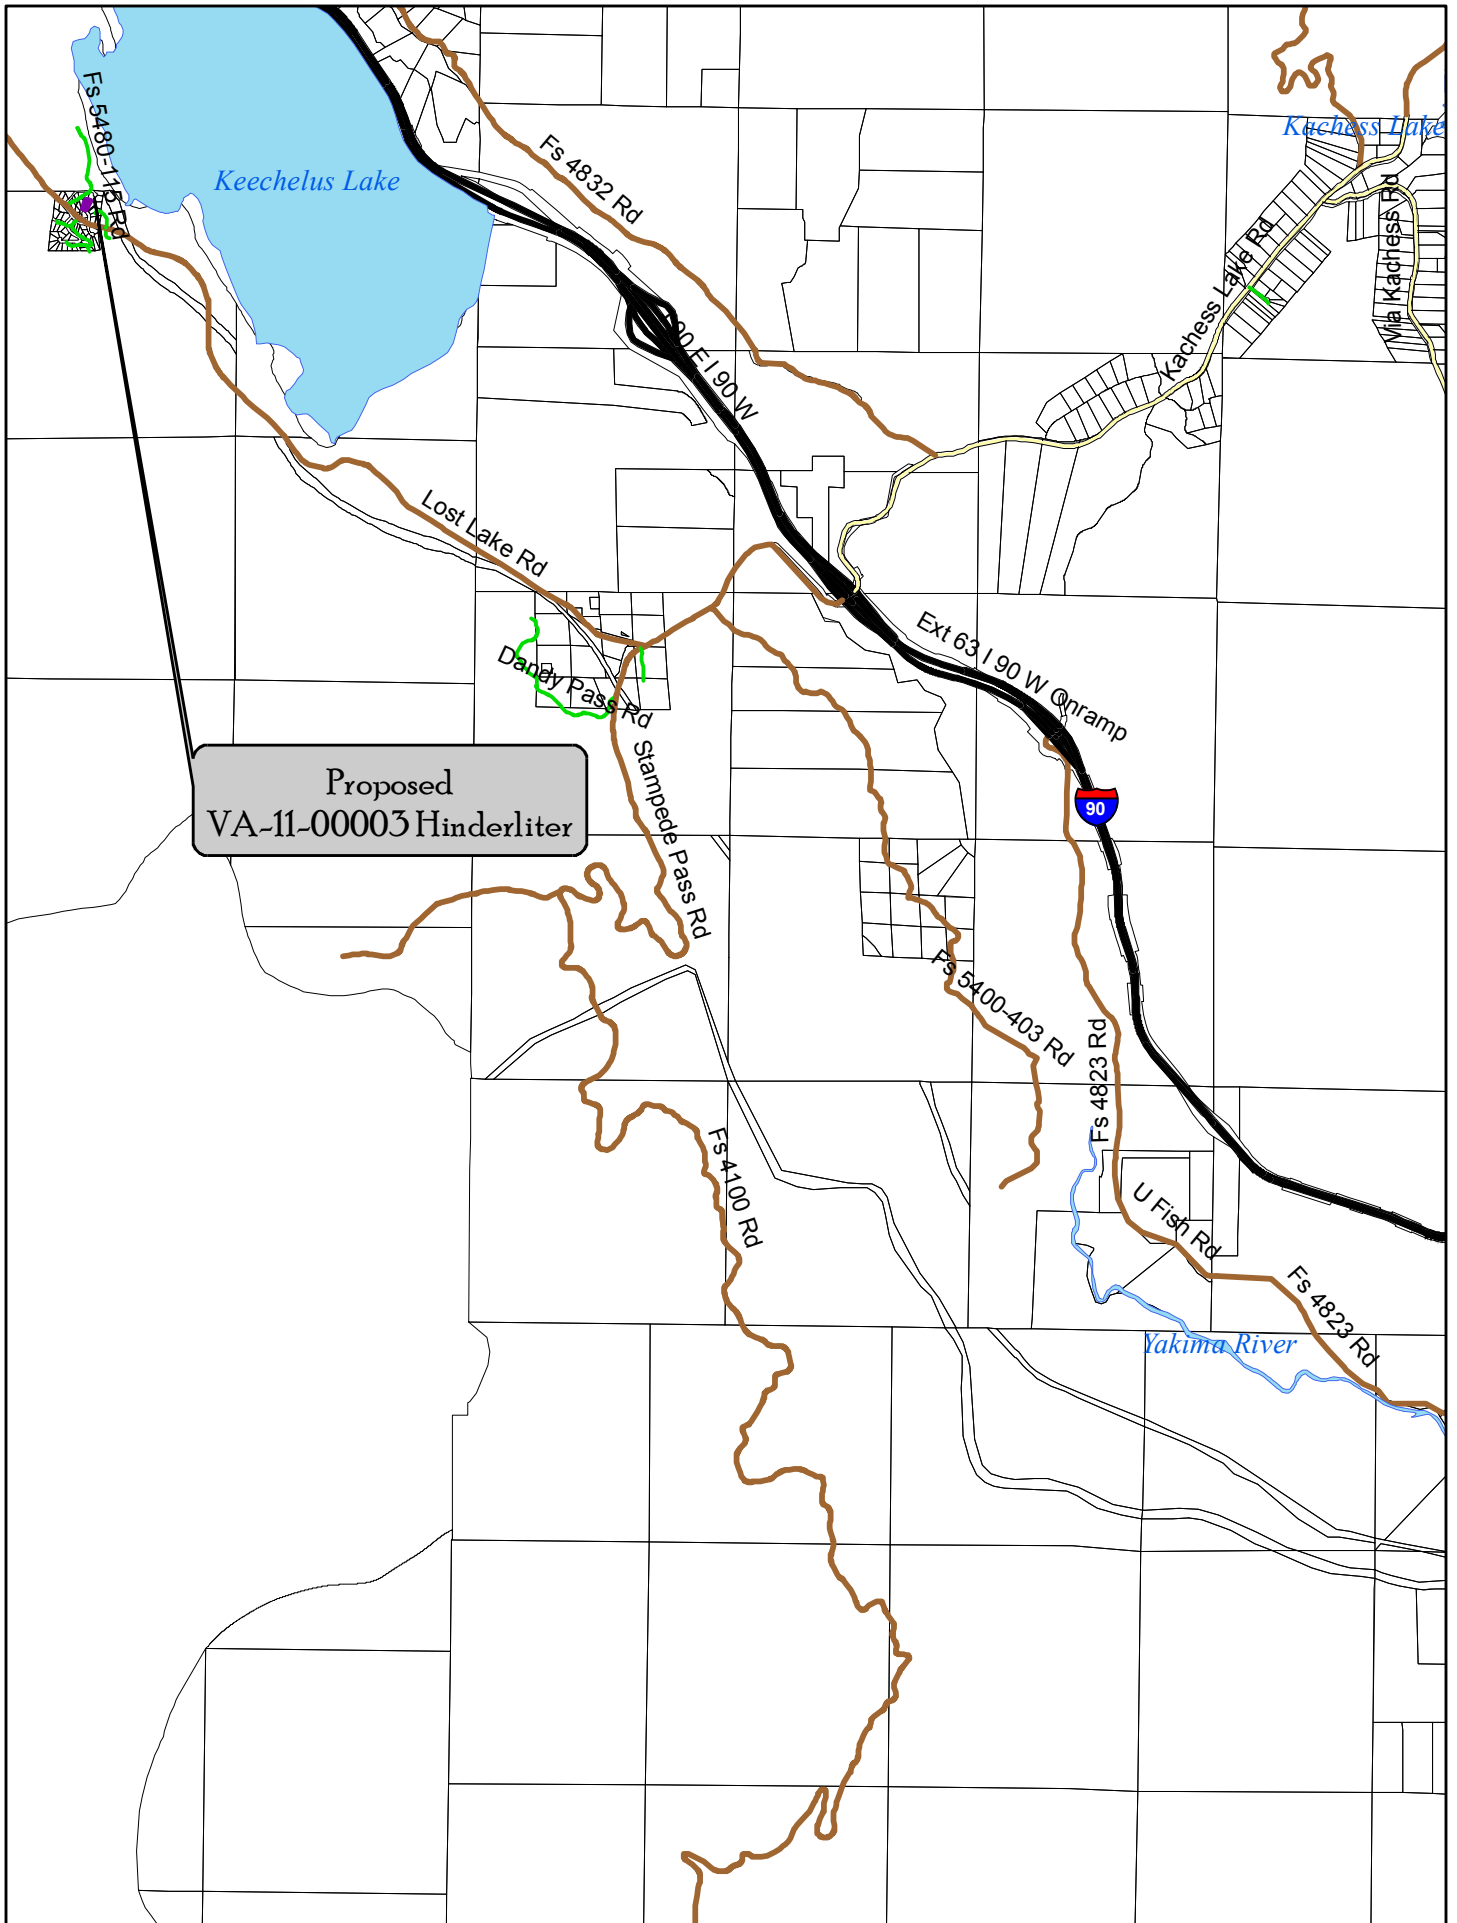 Fs 5480-115 Rd
Keechelus Lake
Fs 4832 Rd
Kachess Lake
Kachess Lake Rd
Via Kachess Rd
I 90 E I 90 W
Lost Lake Rd
Dandy Pass Rd
Ext 63 I 90 W Onramp
Proposed
VA-11-00003 Hinderliter
Stampede Pass Rd
90
Fs 5400-403 Rd
Fs 4823 Rd
Fs 4100 Rd
U Fish Rd
Fs 4823 Rd
Yakima River